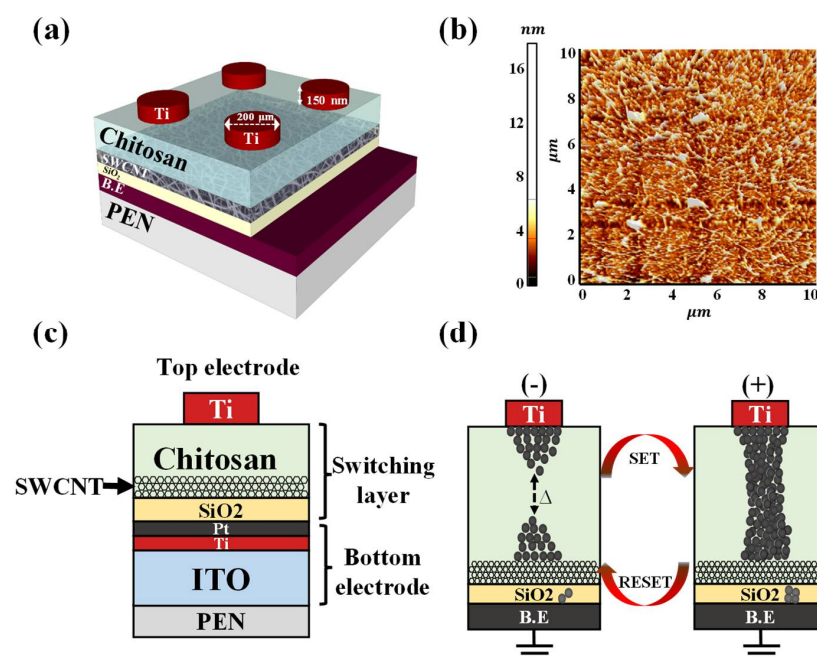 (a)
Ti
150 nm
200 μm
Ti
Chitosan
SWCNT
SiO₂
B.E
PEN
(b)
nm
16
12
8
4
0
μm
10
8
6
4
2
0
0 2 4 6 8 10
μm
(c)
Top electrode
Ti
Chitosan
SWCNT
SiO2
Pt
Ti
ITO
PEN
Switching
layer
Bottom
electrode
(d)
(-)
(+)
Ti
Ti
SET
Δ
RESET
SiO2
SiO2
B.E
B.E